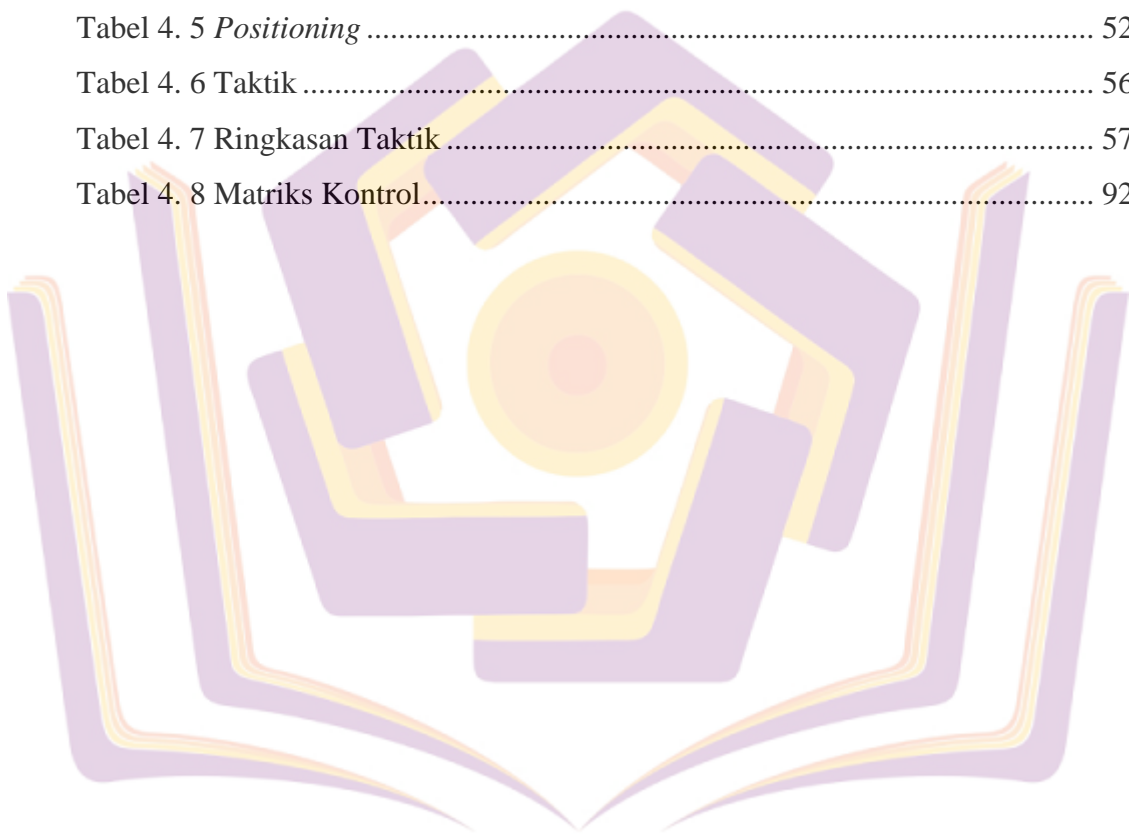 Tabel 4. 5 Positioning ........................................................................................................ 52
Tabel 4. 6 Taktik ................................................................................................................. 56
Tabel 4. 7 Ringkasan Taktik ............................................................................................. 57
Tabel 4. 8 Matriks Kontrol................................................................................................ 92